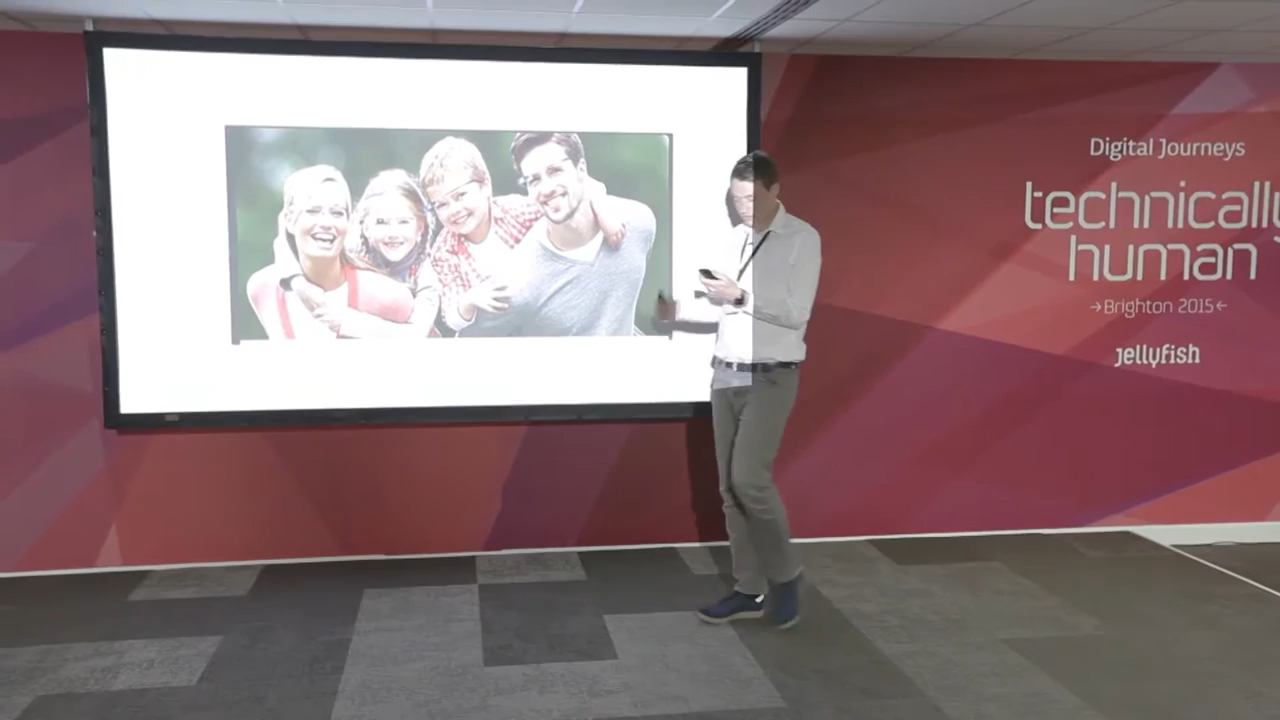 Digital Journeys
technically
human
→Brighton 2015←
jellyfish